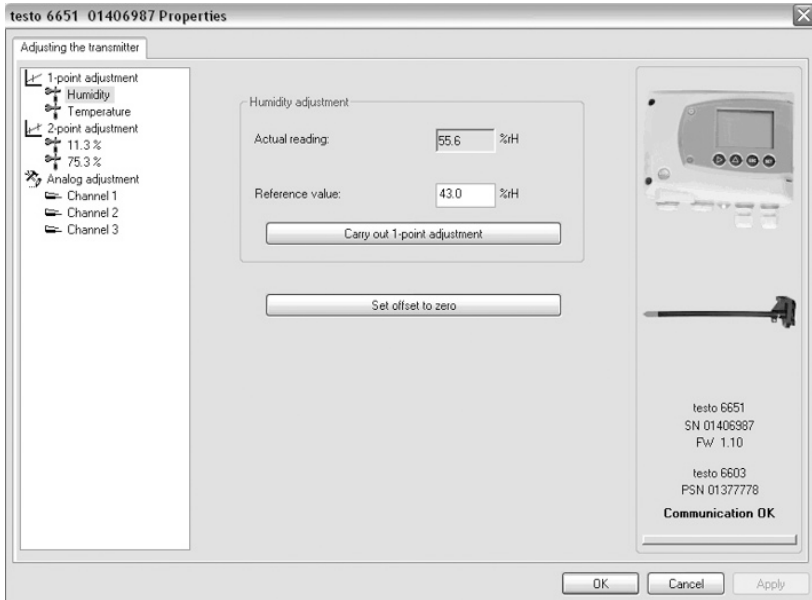 testo 6651 01406987 Properties
Adjusting the transmitter
1-point adjustment
Humidity
Temperature
2-point adjustment
11.3 %
75.3 %
Analog adjustment
Channel 1
Channel 2
Channel 3
Humidity adjustment
Actual reading: 55.6 %rH
Reference value: 43.0 %rH
Carry out 1-point adjustment
Set offset to zero
testo 6651
SN 01406987
FW 1.10
testo 6603
PSN 01377778
Communication OK
OK Cancel Apply